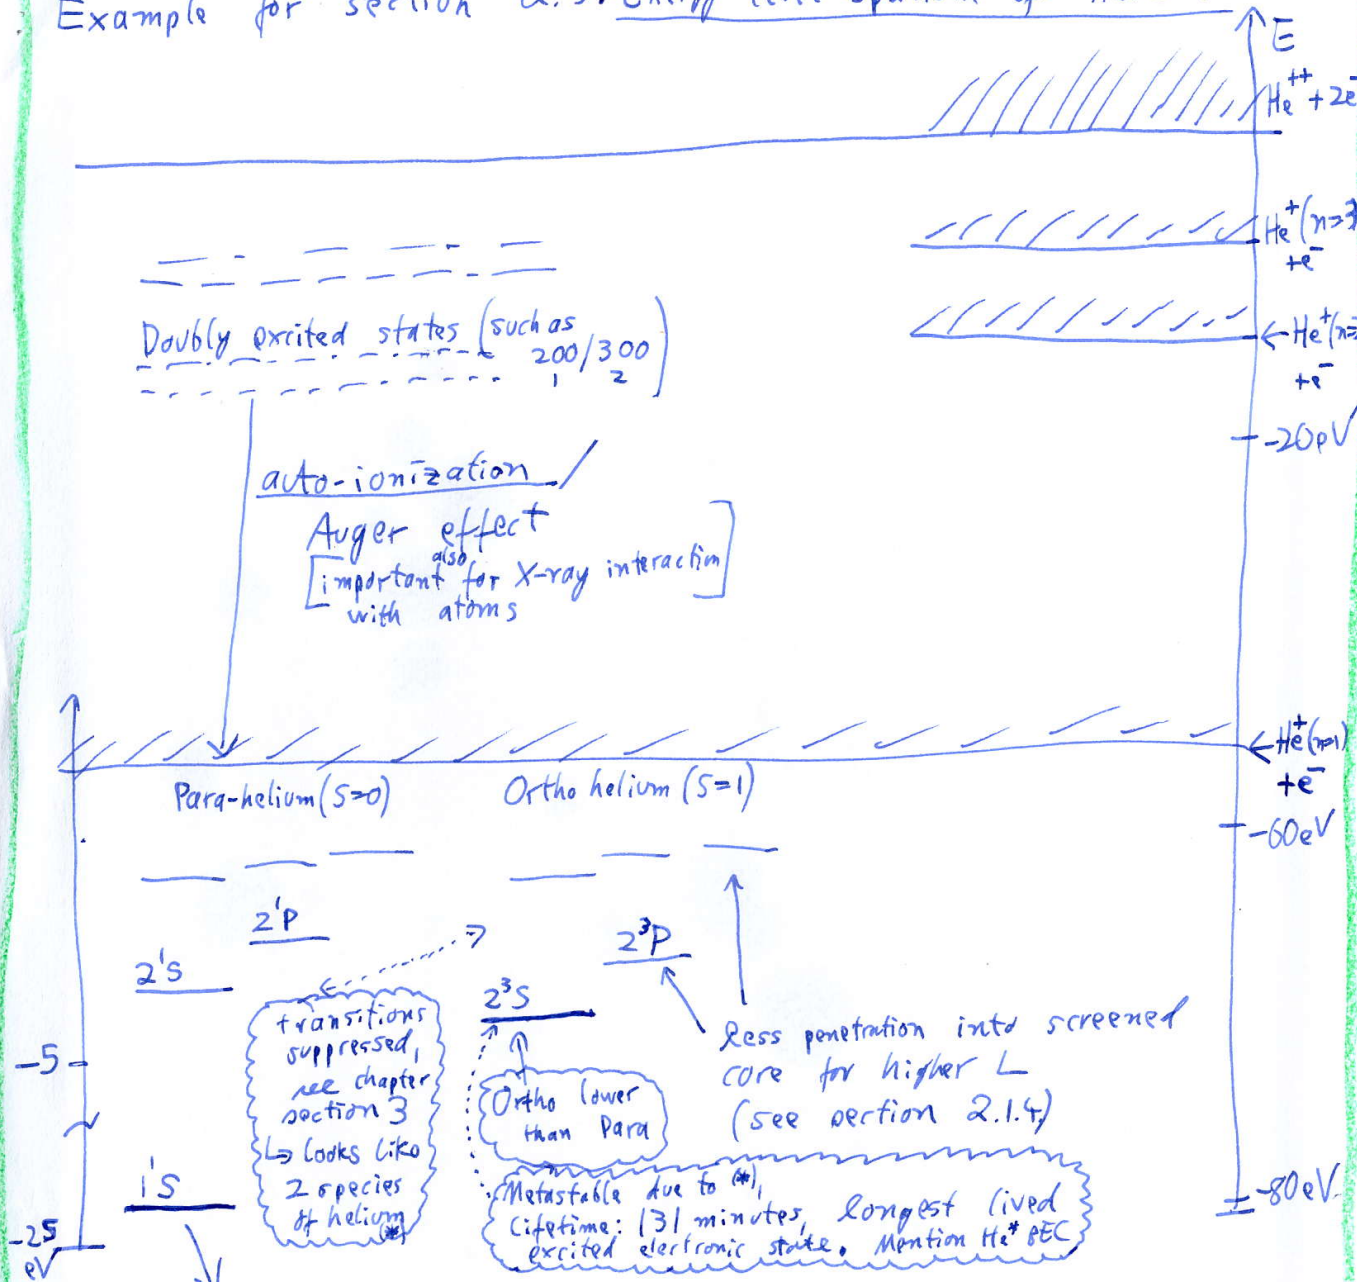 Example for section
E
He++ + 2e-
He+(n=3)
+e-
Doubly excited states (such as
200/300)
1 2
← He+(n=
+e-
-20eV
auto-ionization /
Auger effect
[important also for X-ray interaction
with atoms]
← He+(n=1)
+e-
Para-helium (S=0) Ortho helium (S=1)
-60eV
2¹P
2³P
2¹S
2³S
transitions
suppressed,
see chapter
section 3
↳ looks like
2 species
of helium
(*)
less penetration into screened
core for higher L
(see section 2.1.4)
-5
Ortho lower
than Para
1S
Metastable due to (*),
Lifetime: 131 minutes, longest lived
excited electronic state. Mention He* BEC
-80eV
-25
eV